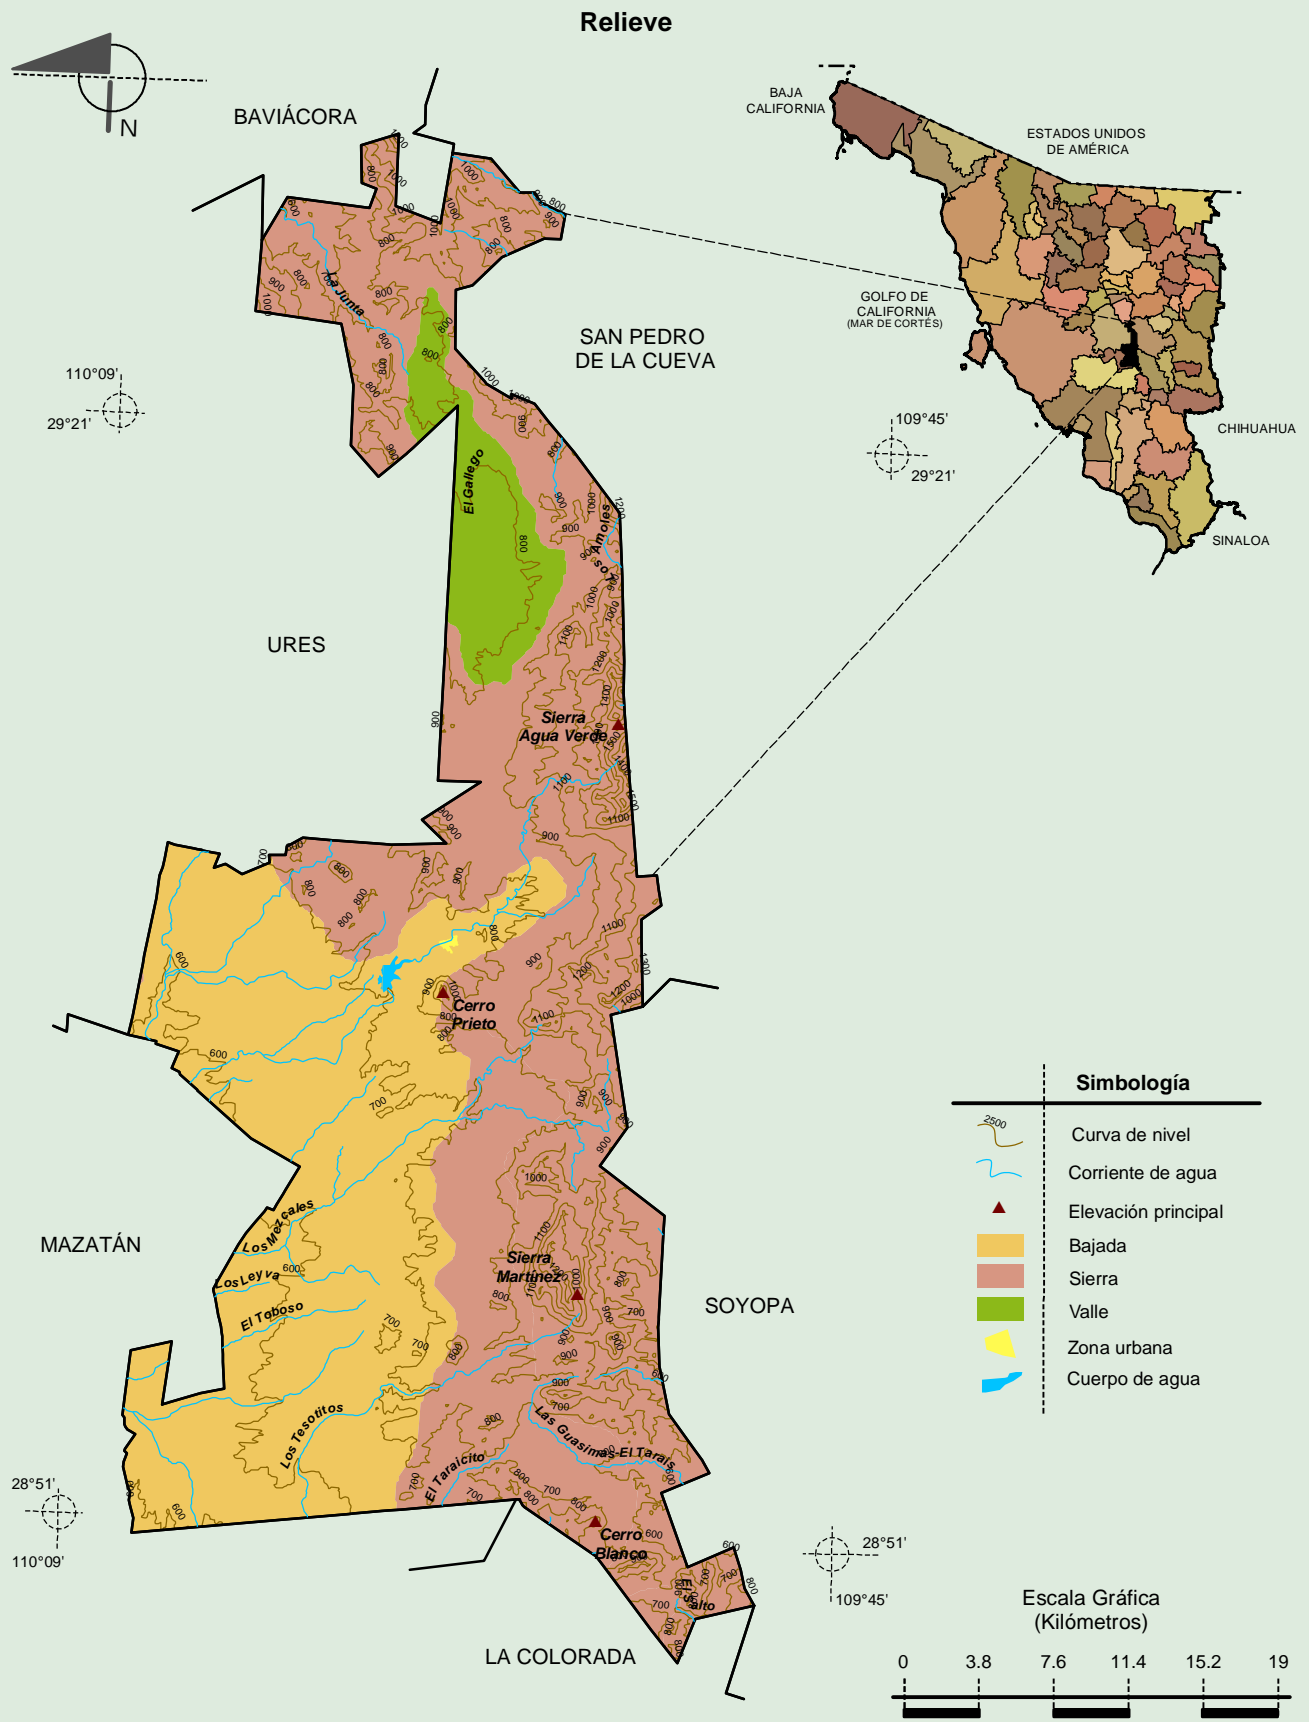 Relieve
N
BAVIÁCORA
BAJA
CALIFORNIA
ESTADOS UNIDOS
DE AMÉRICA
GOLFO DE
CALIFORNIA
(MAR DE CORTÉS)
CHIHUAHUA
SINALOA
SAN PEDRO
DE LA CUEVA
110°09'
29°21'
109°45'
29°21'
La Junta
El Gallego
Los Amoles
URES
Sierra
Agua Verde
Cerro
Prieto
MAZATÁN
Los Mezcales
Los Leyva
El Toboso
Sierra
Martínez
SOYOPA
Los Tesotitos
El Taraicito
Las Guasimas-El Tarais
Cerro
Blanco
El Salto
28°51'
110°09'
28°51'
109°45'
LA COLORADA
Simbología
2500
Curva de nivel
Corriente de agua
Elevación principal
Bajada
Sierra
Valle
Zona urbana
Cuerpo de agua
Escala Gráfica
(Kilómetros)
0 3.8 7.6 11.4 15.2 19